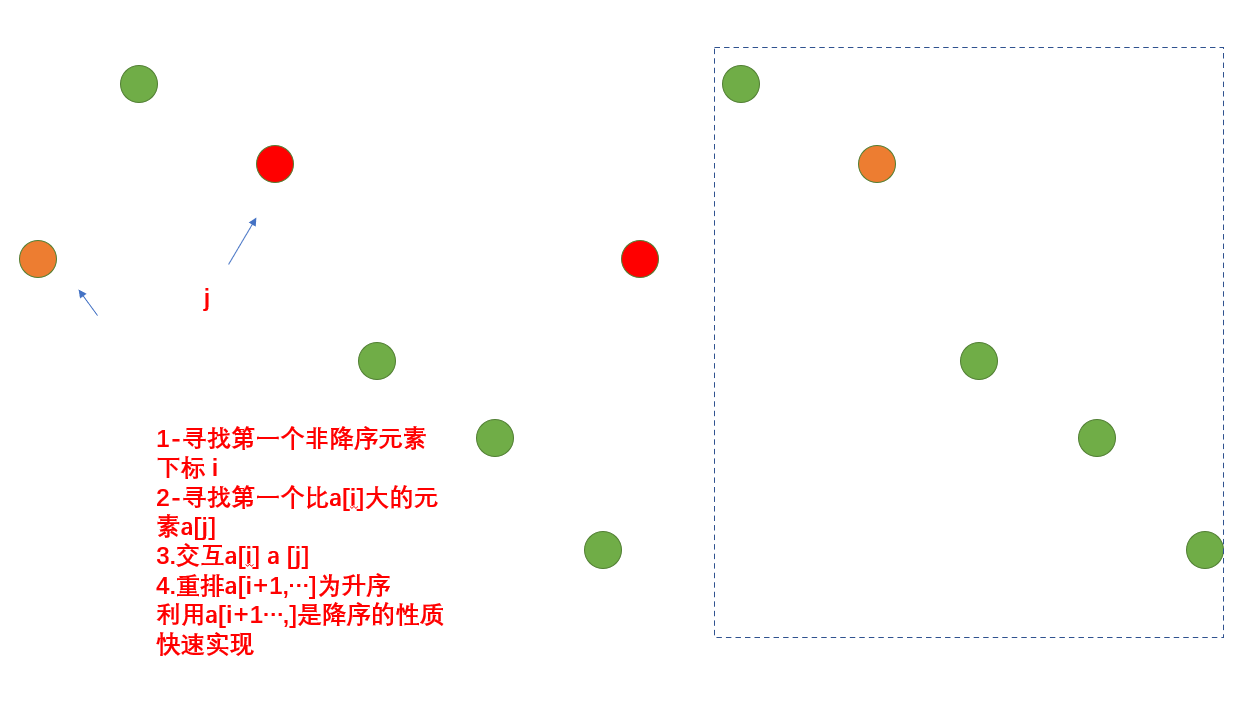 j
1-寻找第一个非降序元素
下标 i
2-寻找第一个比a[i]大的元
素a[j]
3.交互a[i] a [j]
4.重排a[i+1,…]为升序
利用a[i+1…,]是降序的性质
快速实现